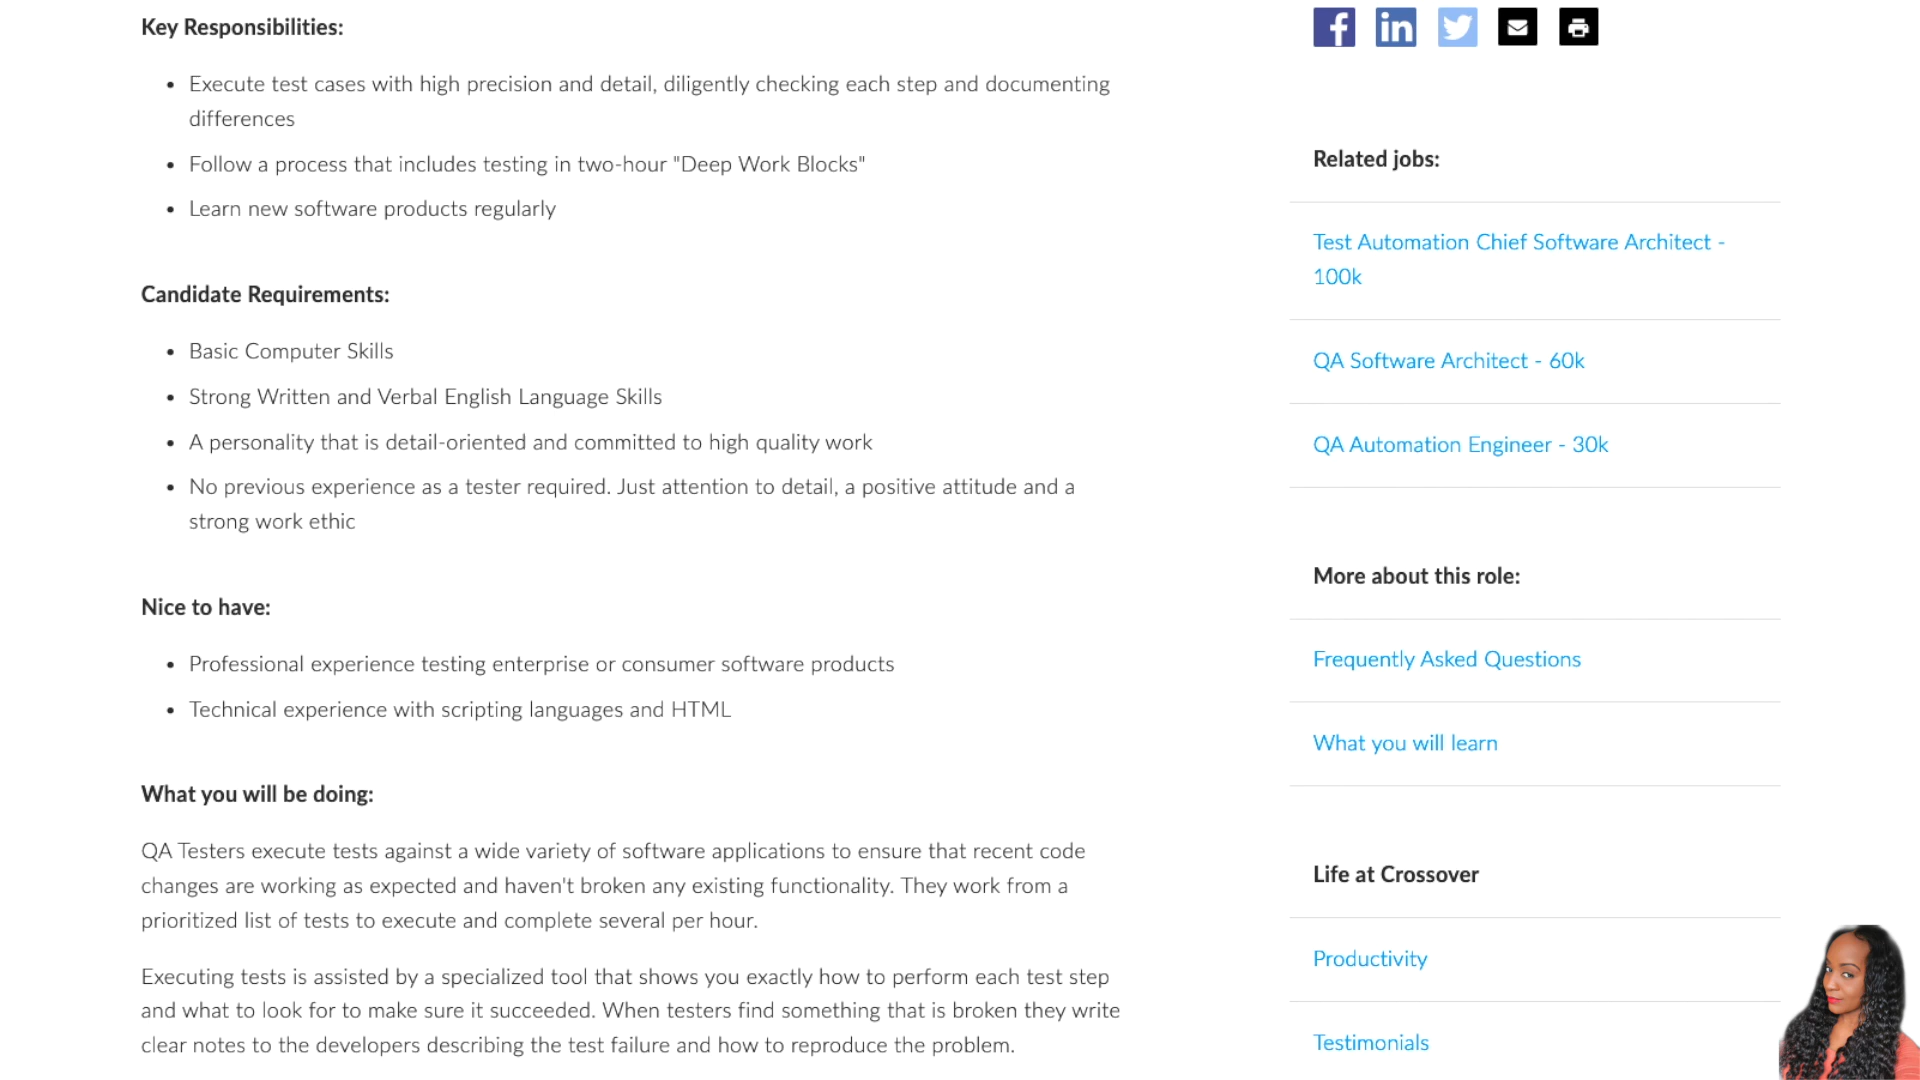 Key Responsibilities:
Execute test cases with high precision and detail, diligently checking each step and documenting
differences
Follow a process that includes testing in two-hour "Deep Work Blocks"
Learn new software products regularly
Candidate Requirements:
Basic Computer Skills
Strong Written and Verbal English Language Skills
A personality that is detail-oriented and committed to high quality work
No previous experience as a tester required. Just attention to detail, a positive attitude and a
strong work ethic
Nice to have:
Professional experience testing enterprise or consumer software products
Technical experience with scripting languages and HTML
What you will be doing:
QA Testers execute tests against a wide variety of software applications to ensure that recent code
changes are working as expected and haven't broken any existing functionality. They work from a
prioritized list of tests to execute and complete several per hour.
Executing tests is assisted by a specialized tool that shows you exactly how to perform each test step
and what to look for to make sure it succeeded. When testers find something that is broken they write
clear notes to the developers describing the test failure and how to reproduce the problem.
f
in
Related jobs:
Test Automation Chief Software Architect -
100k
QA Software Architect - 60k
QA Automation Engineer - 30k
More about this role:
Frequently Asked Questions
What you will learn
Life at Crossover
Productivity
Testimonials